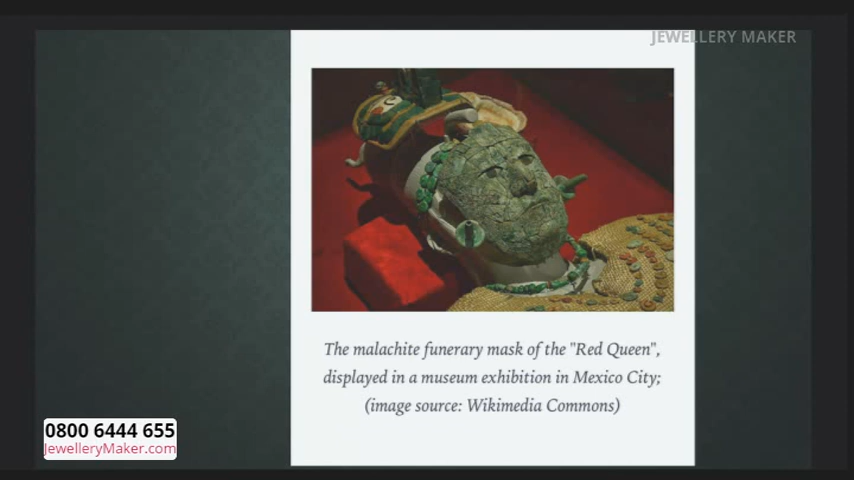 JEWELLERY MAKER
The malachite funerary mask of the "Red Queen",
displayed in a museum exhibition in Mexico City;
(image source: Wikimedia Commons)
0800 6444 655
JewelleryMaker.com